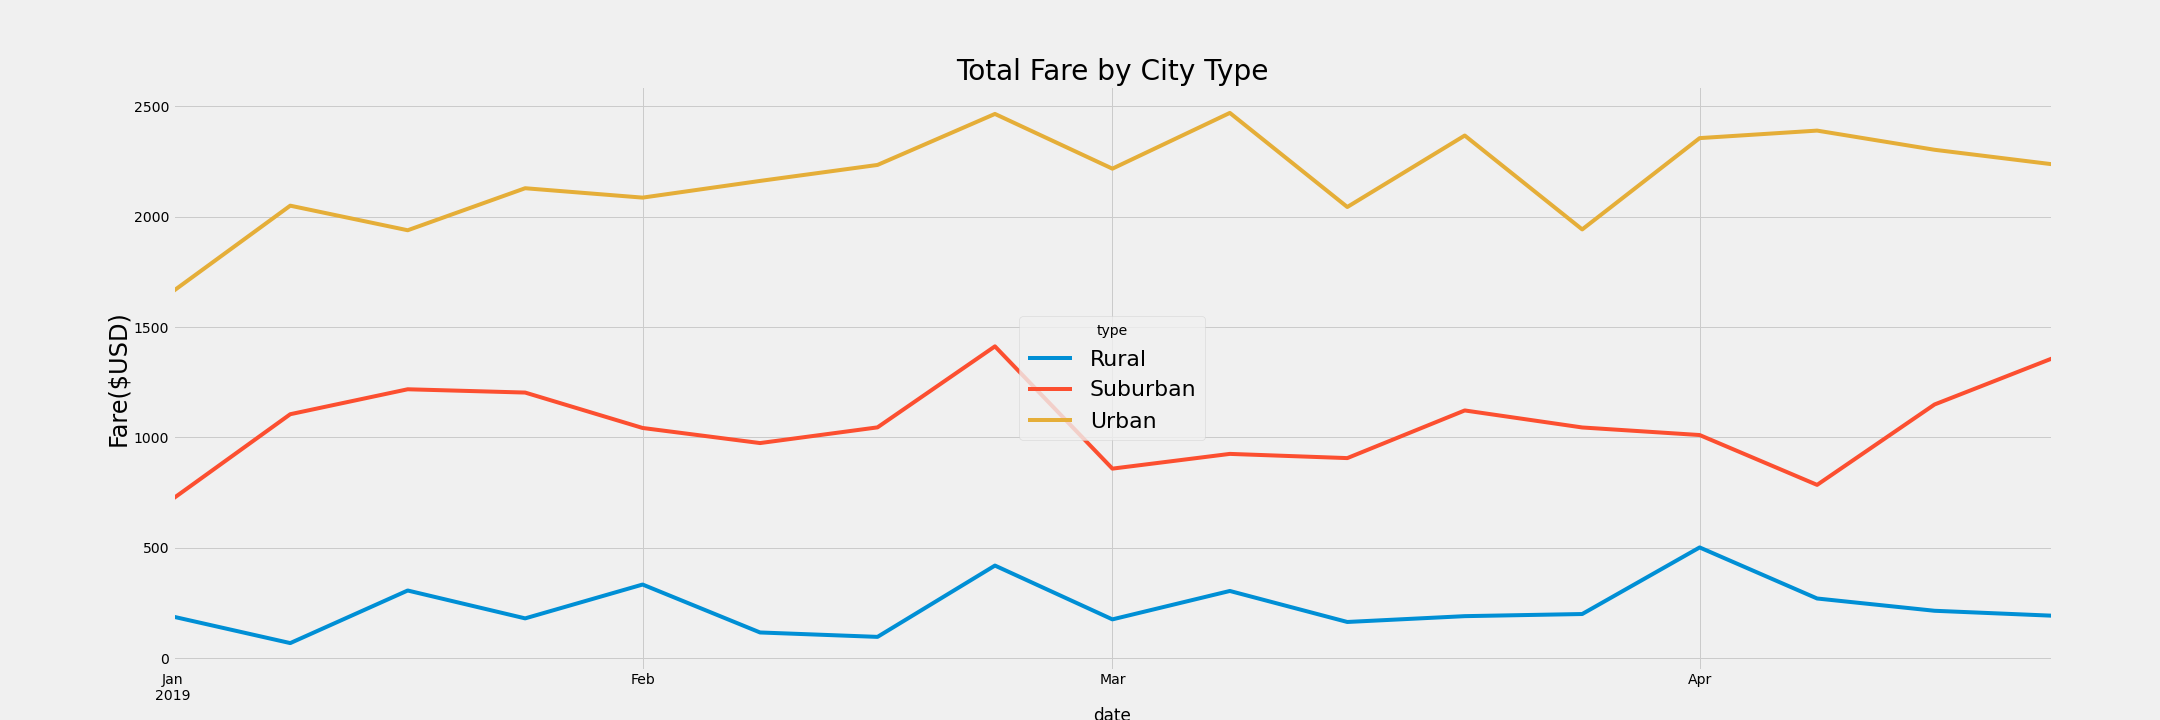 Total Fare by City Type
Fare($USD)
2500
2000
1500
1000
500
0
type
Rural
Suburban
Urban
Jan
2019
Feb
Mar
Apr
date